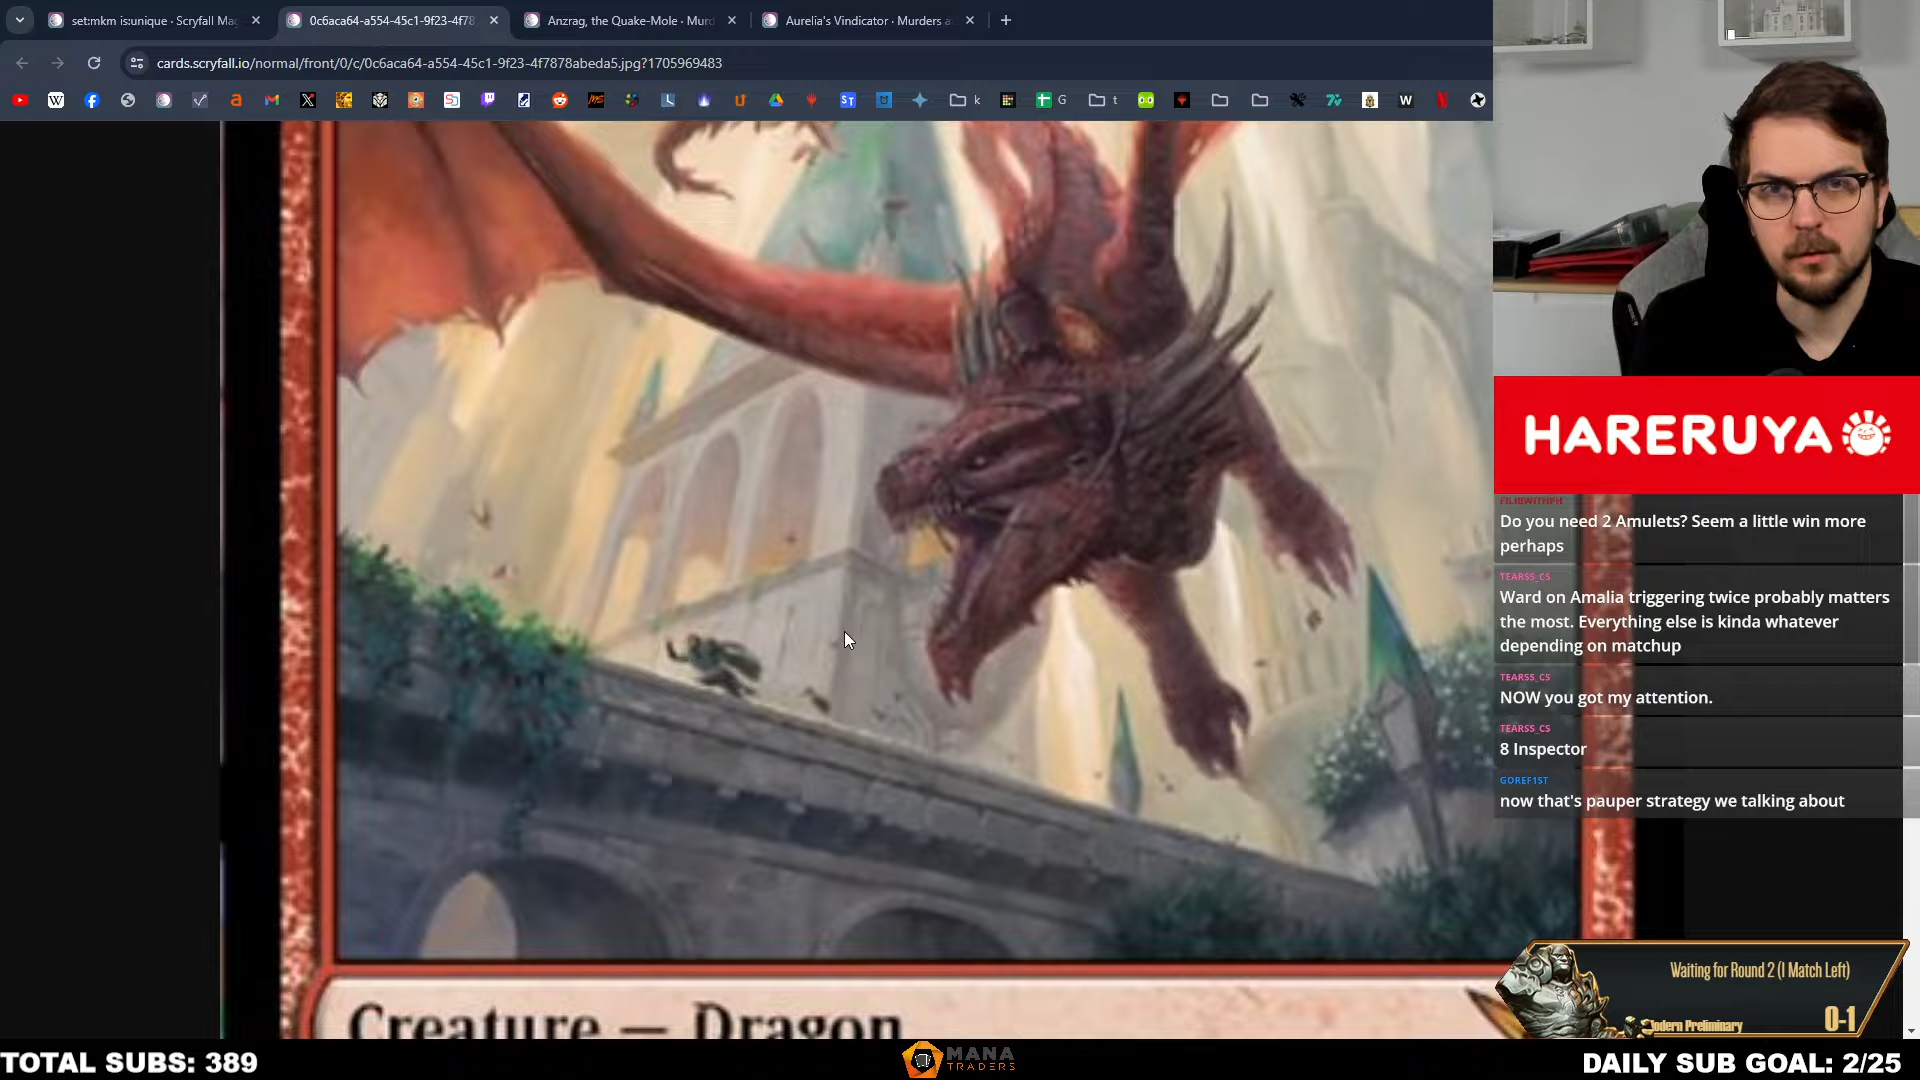 set:mkm is:unique · Scryfall Ma
0c6aca64-a554-45c1-9f23-4f78
Anzrag, the Quake-Mole · Murd
Aurelia's Vindicator · Murders a
cards.scryfall.io/normal/front/0/c/0c6aca64-a554-45c1-9f23-4f7878abeda5.jpg?1705969483
k
G
t
HARERUYA
Do you need 2 Amulets? Seem a little win more
perhaps
TEARSS_CS
Ward on Amalia triggering twice probably matters
the most. Everything else is kinda whatever
depending on matchup
TEARSS_CS
NOW you got my attention.
TEARSS_CS
8 Inspector
GOREF1ST
now that's pauper strategy we talking about
Creature — Dragon
Waiting for Round 2 (1 Match Left)
Modern Preliminary
0-1
TOTAL SUBS: 389
MANA
TRADERS
DAILY SUB GOAL: 2/25